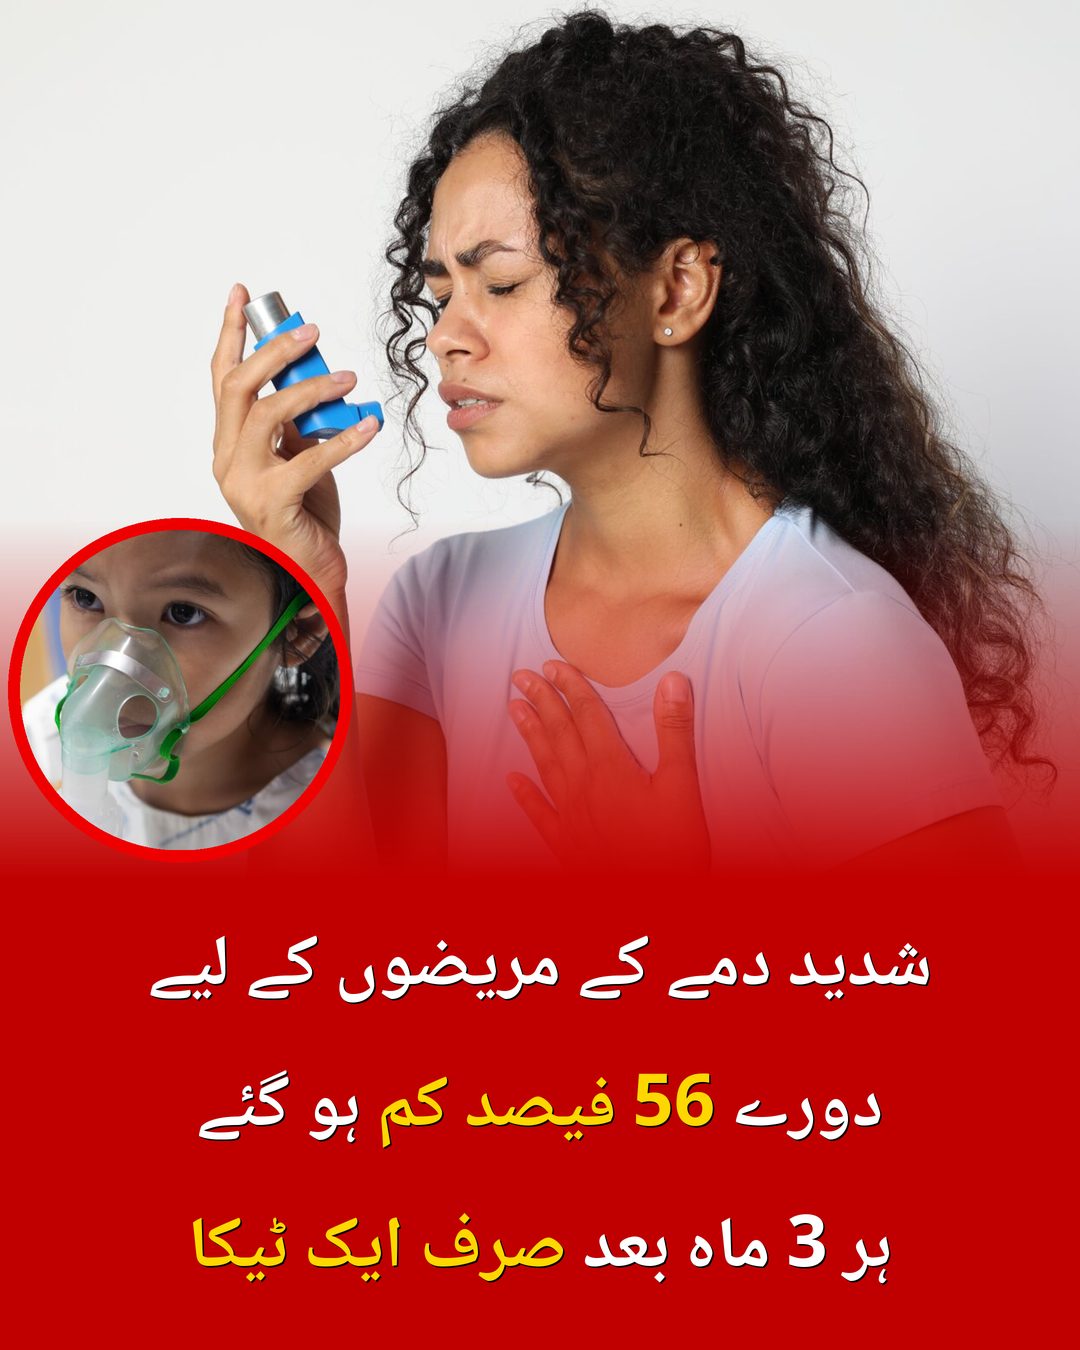 شدید دمے کے مریضوں کے لیے
دورے 56 فیصد کم ہو گئے
ہر 3 ماہ بعد صرف ایک ٹیکا